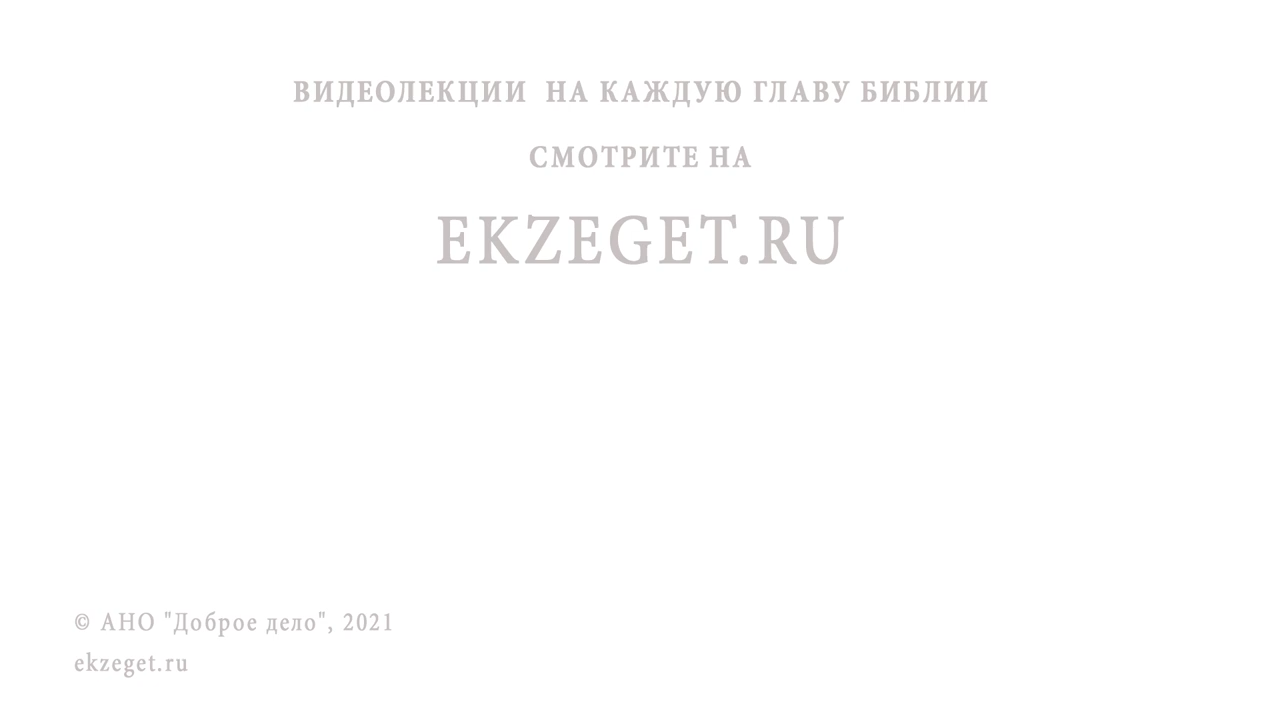 ВИДЕОЛЕКЦИИ НА КАЖДУЮ ГЛАВУ БИБЛИИ
СМОТРИТЕ НА
EKZEGET.RU
© АНО "Доброе дело", 2021
ekzeget.ru